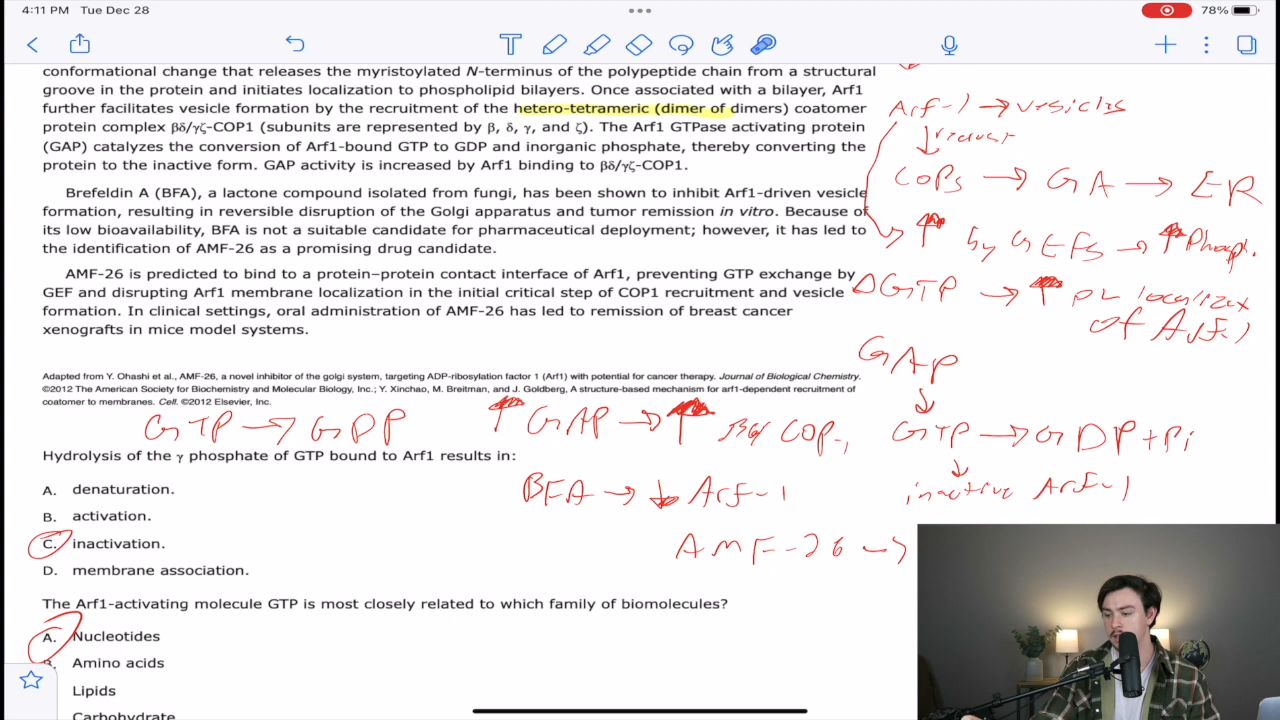 4:11 PM Tue Dec 28
78%
conformational change that releases the myristoylated N-terminus of the polypeptide chain from a structural
groove in the protein and initiates localization to phospholipid bilayers. Once associated with a bilayer, Arf1
further facilitates vesicle formation by the recruitment of the hetero-tetrameric (dimer of dimers) coatomer
protein complex βδ/γζ-COP1 (subunits are represented by β, δ, γ, and ζ). The Arf1 GTPase activating protein
(GAP) catalyzes the conversion of Arf1-bound GTP to GDP and inorganic phosphate, thereby converting the
protein to the inactive form. GAP activity is increased by Arf1 binding to βδ/γζ-COP1.
Brefeldin A (BFA), a lactone compound isolated from fungi, has been shown to inhibit Arf1-driven vesicle
formation, resulting in reversible disruption of the Golgi apparatus and tumor remission in vitro. Because of
its low bioavailability, BFA is not a suitable candidate for pharmaceutical deployment; however, it has led to
the identification of AMF-26 as a promising drug candidate.
AMF-26 is predicted to bind to a protein–protein contact interface of Arf1, preventing GTP exchange by
GEF and disrupting Arf1 membrane localization in the initial critical step of COP1 recruitment and vesicle
formation. In clinical settings, oral administration of AMF-26 has led to remission of breast cancer
xenografts in mice model systems.
Adapted from Y. Ohashi et al., AMF-26, a novel inhibitor of the golgi system, targeting ADP-ribosylation factor 1 (Arf1) with potential for cancer therapy. Journal of Biological Chemistry.
©2012 The American Society for Biochemistry and Molecular Biology, Inc.; Y. Xinchao, M. Breitman, and J. Goldberg, A structure-based mechanism for arf1-dependent recruitment of
coatomer to membranes. Cell. ©2012 Elsevier, Inc.
Arf-1 → vesicles
↓
COPs → GA → ER
↑ by GEFs → ↑ Phosph.
ΔGTP → ↑ PL
of Arf-1
GAP
↓
GTP → GDP + Pi
↓
inactive Arf-1
GTP → GDP
↑ GAP → ↑ COP-1
BFA → ↓ Arf-1
AMF-26 →
Hydrolysis of the γ phosphate of GTP bound to Arf1 results in:
A. denaturation.
B. activation.
C. inactivation.
D. membrane association.
The Arf1-activating molecule GTP is most closely related to which family of biomolecules?
A. Nucleotides
B. Amino acids
Lipids
Carbohydrate